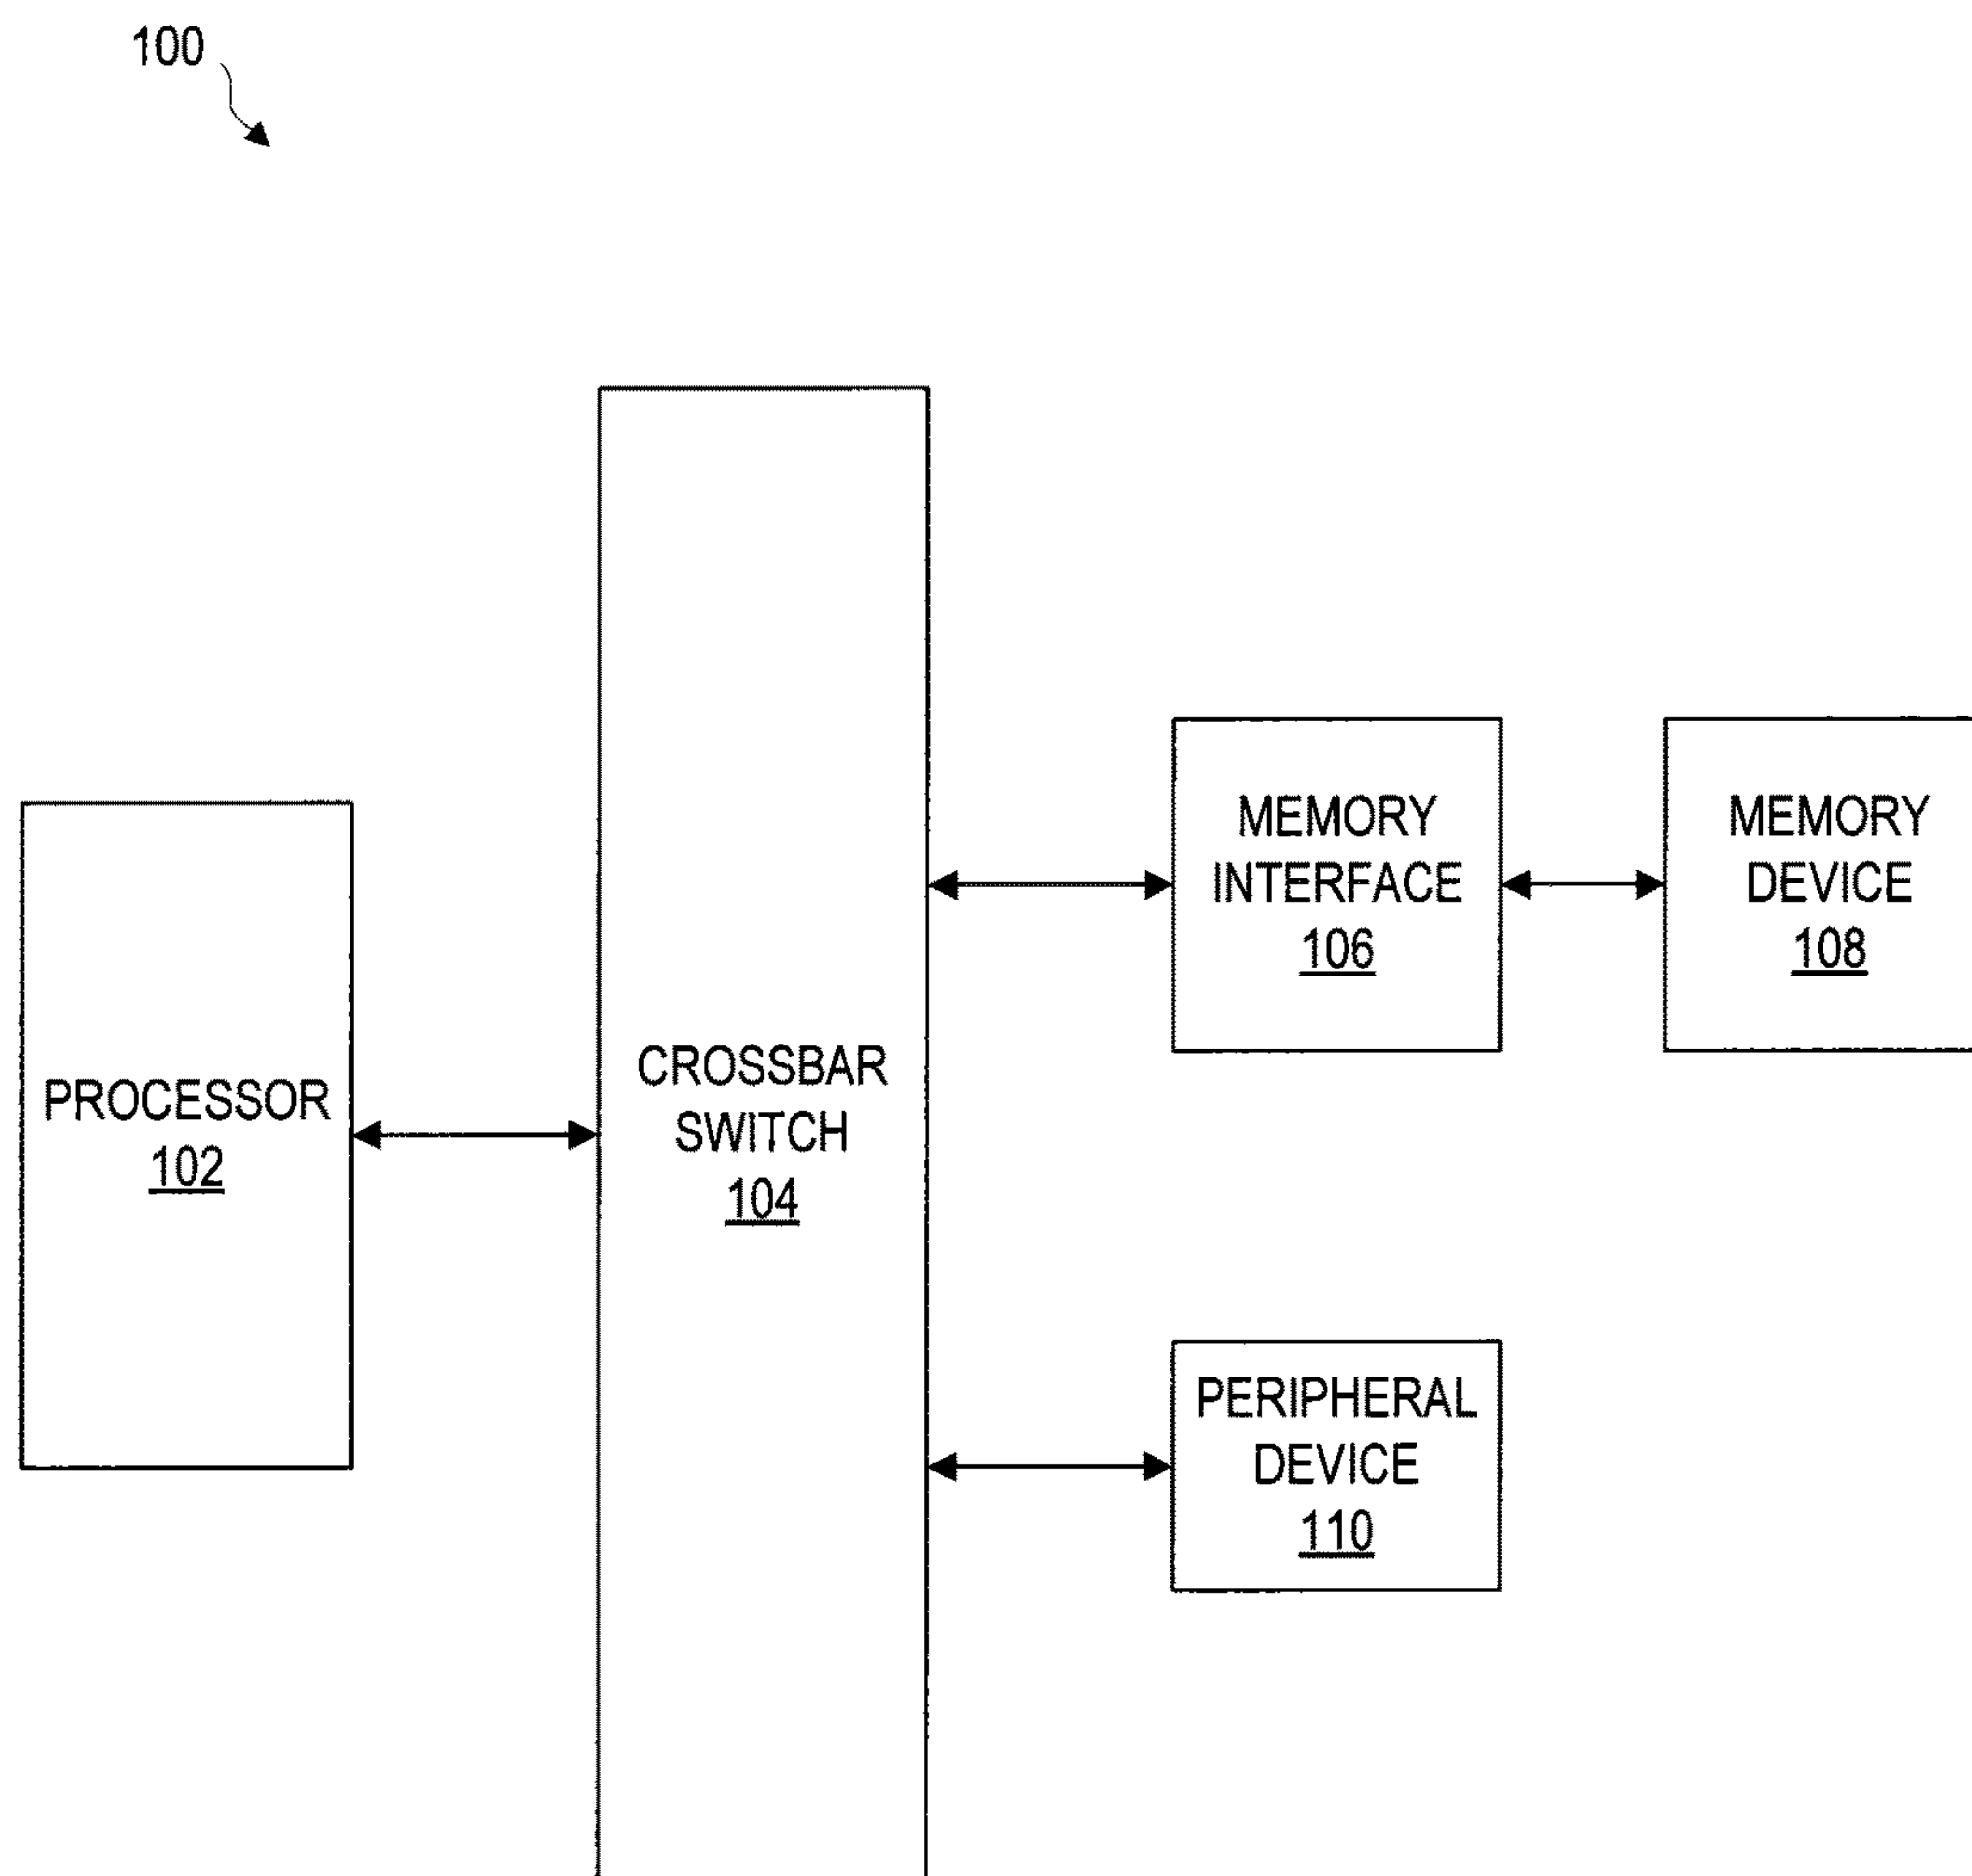 100
PROCESSOR
102
CROSSBAR
SWITCH
104
MEMORY
INTERFACE
106
MEMORY
DEVICE
108
PERIPHERAL
DEVICE
110